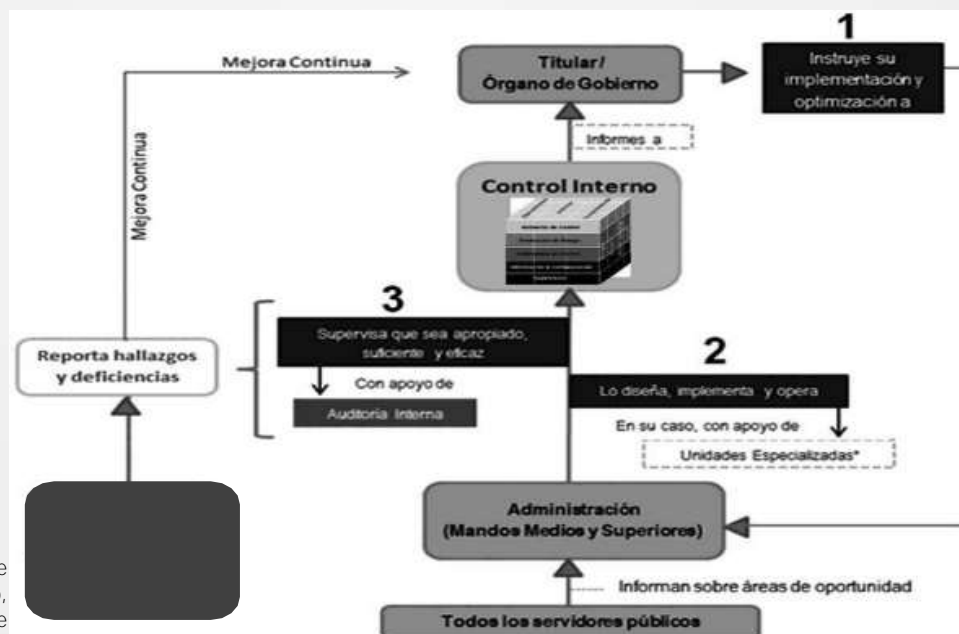 1
Mejora Continua
Titular/
Órgano de Gobierno
Instruye su
implementación y
optimización a
Informes a
Mejora Continua
Control Interno
3
Supervisa que sea apropiado,
suficiente y eficaz
Con apoyo de
Auditoría Interna
Reporta hallazgos
y deficiencias
2
Lo diseña, implementa y opera
En su caso, con apoyo de
Unidades Especializadas*
Administración
(Mandos Medios y Superiores)
Informan sobre áreas de oportunidad
Todos los servidores públicos